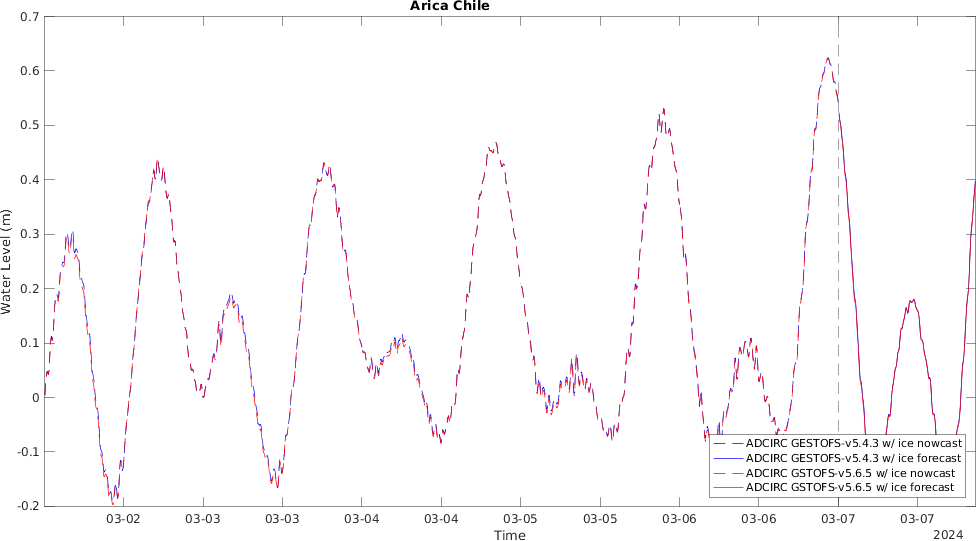 Arica Chile
Water Level (m)
0.7
0.6
0.5
0.4
0.3
0.2
0.1
0
-0.1
-0.2
ADCIRC GESTOFS-v5.4.3 w/ ice nowcast
ADCIRC GESTOFS-v5.4.3 w/ ice forecast
ADCIRC GSTOFS-v5.6.5 w/ ice nowcast
ADCIRC GSTOFS-v5.6.5 w/ ice forecast
03-02 03-03 03-03 03-04 03-04 03-05 03-05 03-06 03-06 03-07 03-07
Time
2024